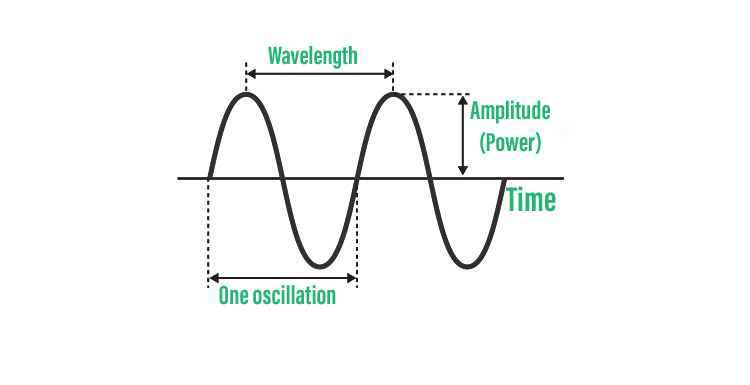 Wavelength
Amplitude
(Power)
Time
One oscillation